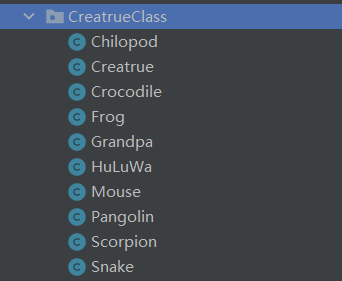 CreatrueClass
C Chilopod
C Creatrue
C Crocodile
C Frog
C Grandpa
C HuLuWa
C Mouse
C Pangolin
C Scorpion
C Snake